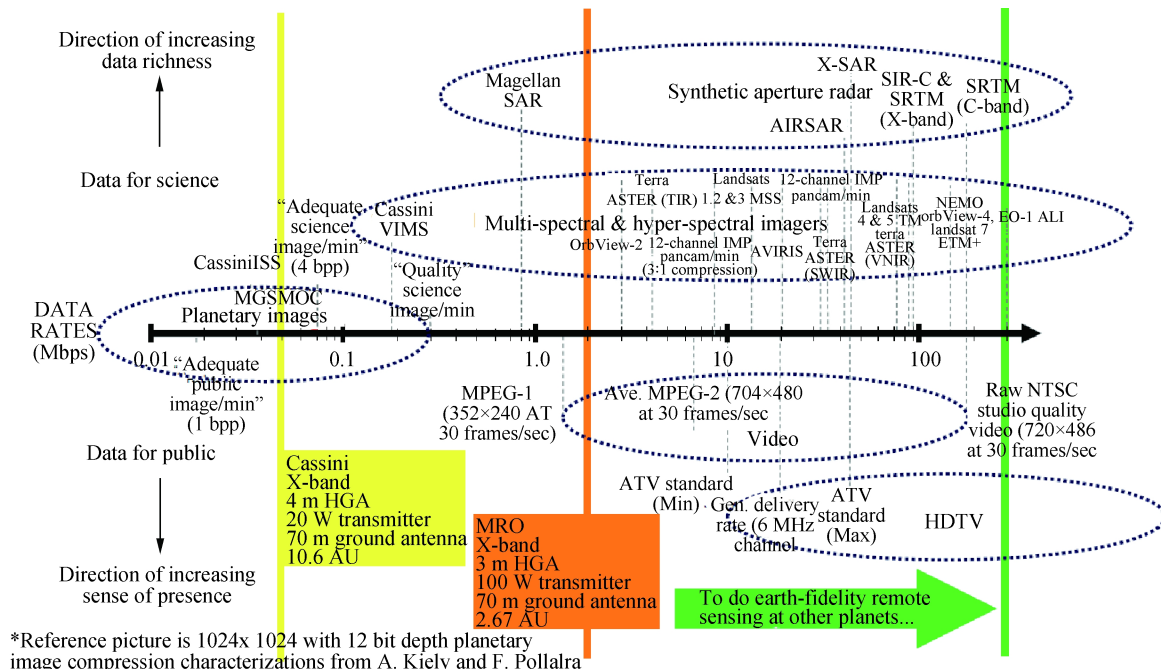 Direction of increasing
data richness
Data for science
Magellan
SAR
Synthetic aperture radar
X-SAR
AIRSAR
SIR-C &
SRTM
(X-band)
SRTM
(C-band)
"Adequate
science
image/min"
(4 bpp)
Cassini
VIMS
Terra
ASTER (TIR)
Landsats
1.2 &3 MSS
12-channel IMP
pancam/min
Multi-spectral & hyper-spectral imagers
OrbView-2
12-channel IMP
pancam/min
(3:1 compression)
AVIRIS
Terra
ASTER
(SWIR)
Landsats
4 & 5 TM
terra
ASTER
(VNIR)
NEMO
orbView-4, EO-1 ALI
landsat 7
ETM+
CassiniISS
"Quality"
science
image/min
MGSMOC
Planetary images
DATA
RATES
(Mbps)
0.01
0.1
1.0
10
100
"Adequate
public
image/min"
(1 bpp)
MPEG-1
(352×240 AT
30 frames/sec)
Ave. MPEG-2 (704×480
at 30 frames/sec
Video
Raw NTSC
studio quality
video (720×486
at 30 frames/sec
Data for public
ATV standard
(Min)
Gen. delivery
rate (6 MHz
channel
ATV
standard
(Max)
HDTV
Cassini
X-band
4 m HGA
20 W transmitter
70 m ground antenna
10.6 AU
MRO
X-band
3 m HGA
100 W transmitter
70 m ground antenna
2.67 AU
Direction of increasing
sense of presence
To do earth-fidelity remote
sensing at other planets...
*Reference picture is 1024x 1024 with 12 bit depth planetary
image compression characterizations from A. Kiely and F. Pollalra